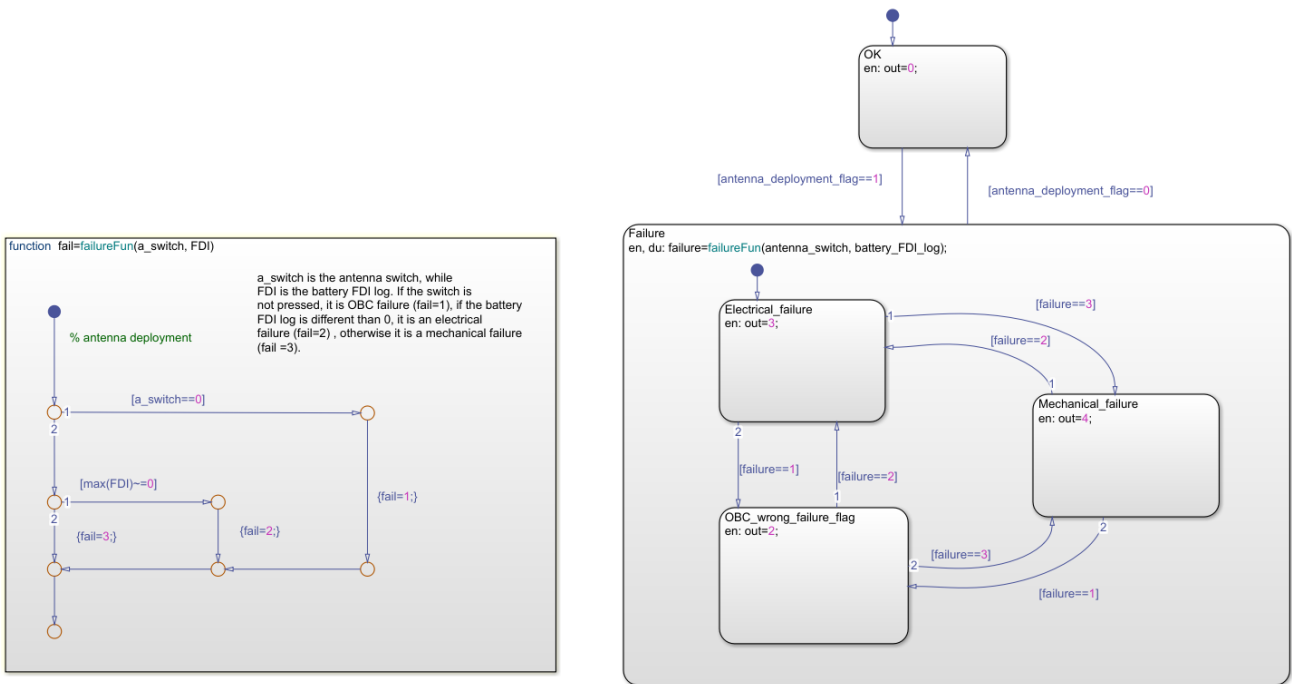 function fail=failureFun(a_switch, FDI)
a_switch is the antenna switch, while
FDI is the battery FDI log. If the switch is
not pressed, it is OBC failure (fail=1), if the battery
FDI log is different than 0, it is an electrical
failure (fail=2) , otherwise it is a mechanical failure
(fail =3).
% antenna deployment
[a_switch==0]
1
2
[max(FDI)~=0]
1
2
{fail=1;}
{fail=2;}
{fail=3;}
OK
en: out=0;
[antenna_deployment_flag==1]
[antenna_deployment_flag==0]
Failure
en, du: failure=failureFun(antenna_switch, battery_FDI_log);
Electrical_failure
en: out=3;
1
[failure==3]
[failure==2]
1
Mechanical_failure
en: out=4;
2
[failure==1]
[failure==2]
1
OBC_wrong_failure_flag
en: out=2;
2
[failure==3]
2
[failure==1]